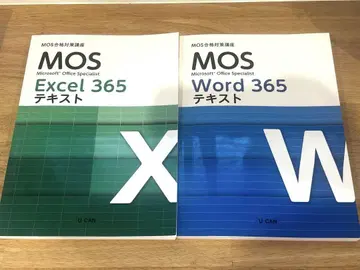 MOS合格対策講座
MOS
Microsoft® Office Specialist
Excel 365
テキスト
X
U-CAN
MOS合格対策講座
MOS
Microsoft® Office Specialist
Word 365
テキスト
W
U-CAN